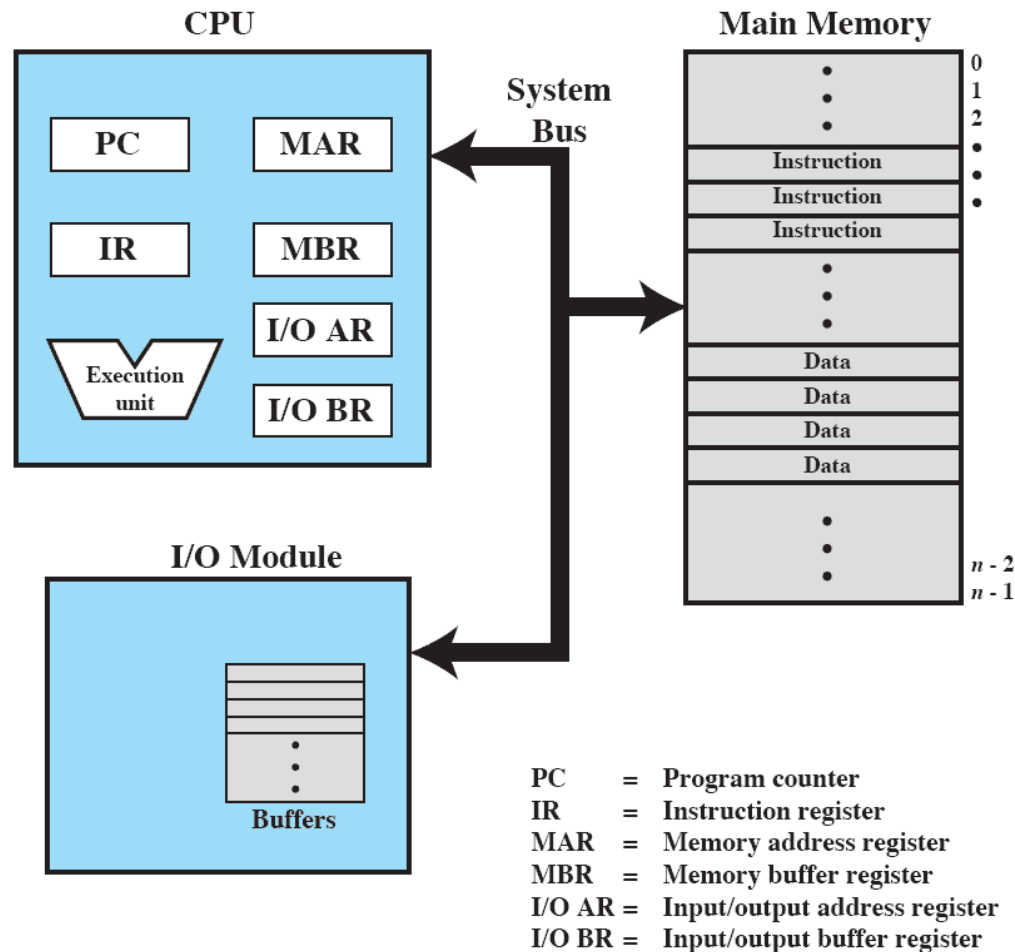 CPU
PC
MAR
IR
MBR
I/O AR
Execution
unit
I/O BR
System
Bus
Main Memory
0
1
2
Instruction
Instruction
Instruction
Data
Data
Data
Data
n - 2
n - 1
I/O Module
Buffers
PC = Program counter
IR = Instruction register
MAR = Memory address register
MBR = Memory buffer register
I/O AR = Input/output address register
I/O BR = Input/output buffer register